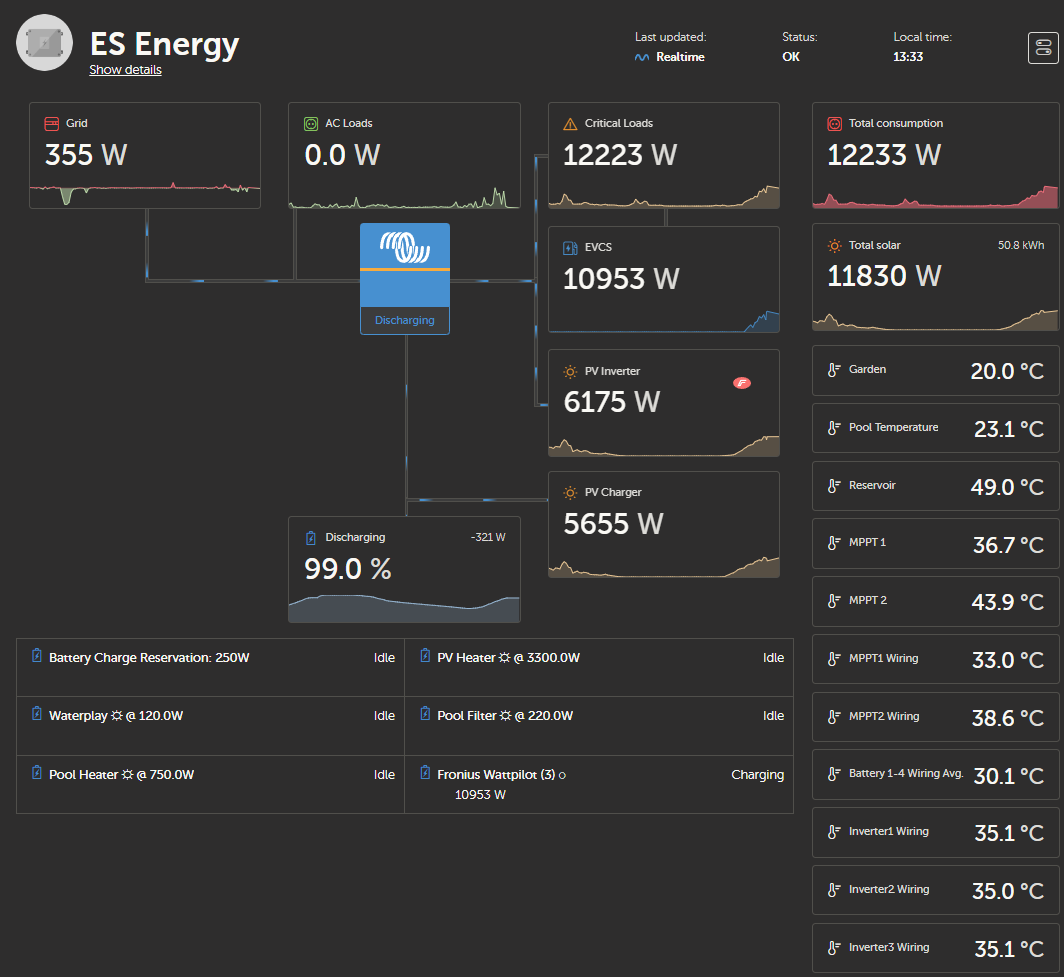 ES Energy
Show details
Last updated:
Realtime
Status:
OK
Local time:
13:33
Grid
355 W
AC Loads
0.0 W
Critical Loads
12223 W
Total consumption
12233 W
Discharging
EVCS
10953 W
Total solar
50.8 kWh
11830 W
PV Inverter
6175 W
PV Charger
5655 W
Discharging
-321 W
99.0 %
Garden
20.0 °C
Pool Temperature
23.1 °C
Reservoir
49.0 °C
MPPT 1
36.7 °C
MPPT 2
43.9 °C
MPPT1 Wiring
33.0 °C
MPPT2 Wiring
38.6 °C
Battery 1-4 Wiring Avg.
30.1 °C
Inverter1 Wiring
35.1 °C
Inverter2 Wiring
35.0 °C
Inverter3 Wiring
35.1 °C
Battery Charge Reservation: 250W
Idle
PV Heater @ 3300.0W
Idle
Waterplay @ 120.0W
Idle
Pool Filter @ 220.0W
Idle
Pool Heater @ 750.0W
Idle
Fronius Wattpilot (3)
Charging
10953 W